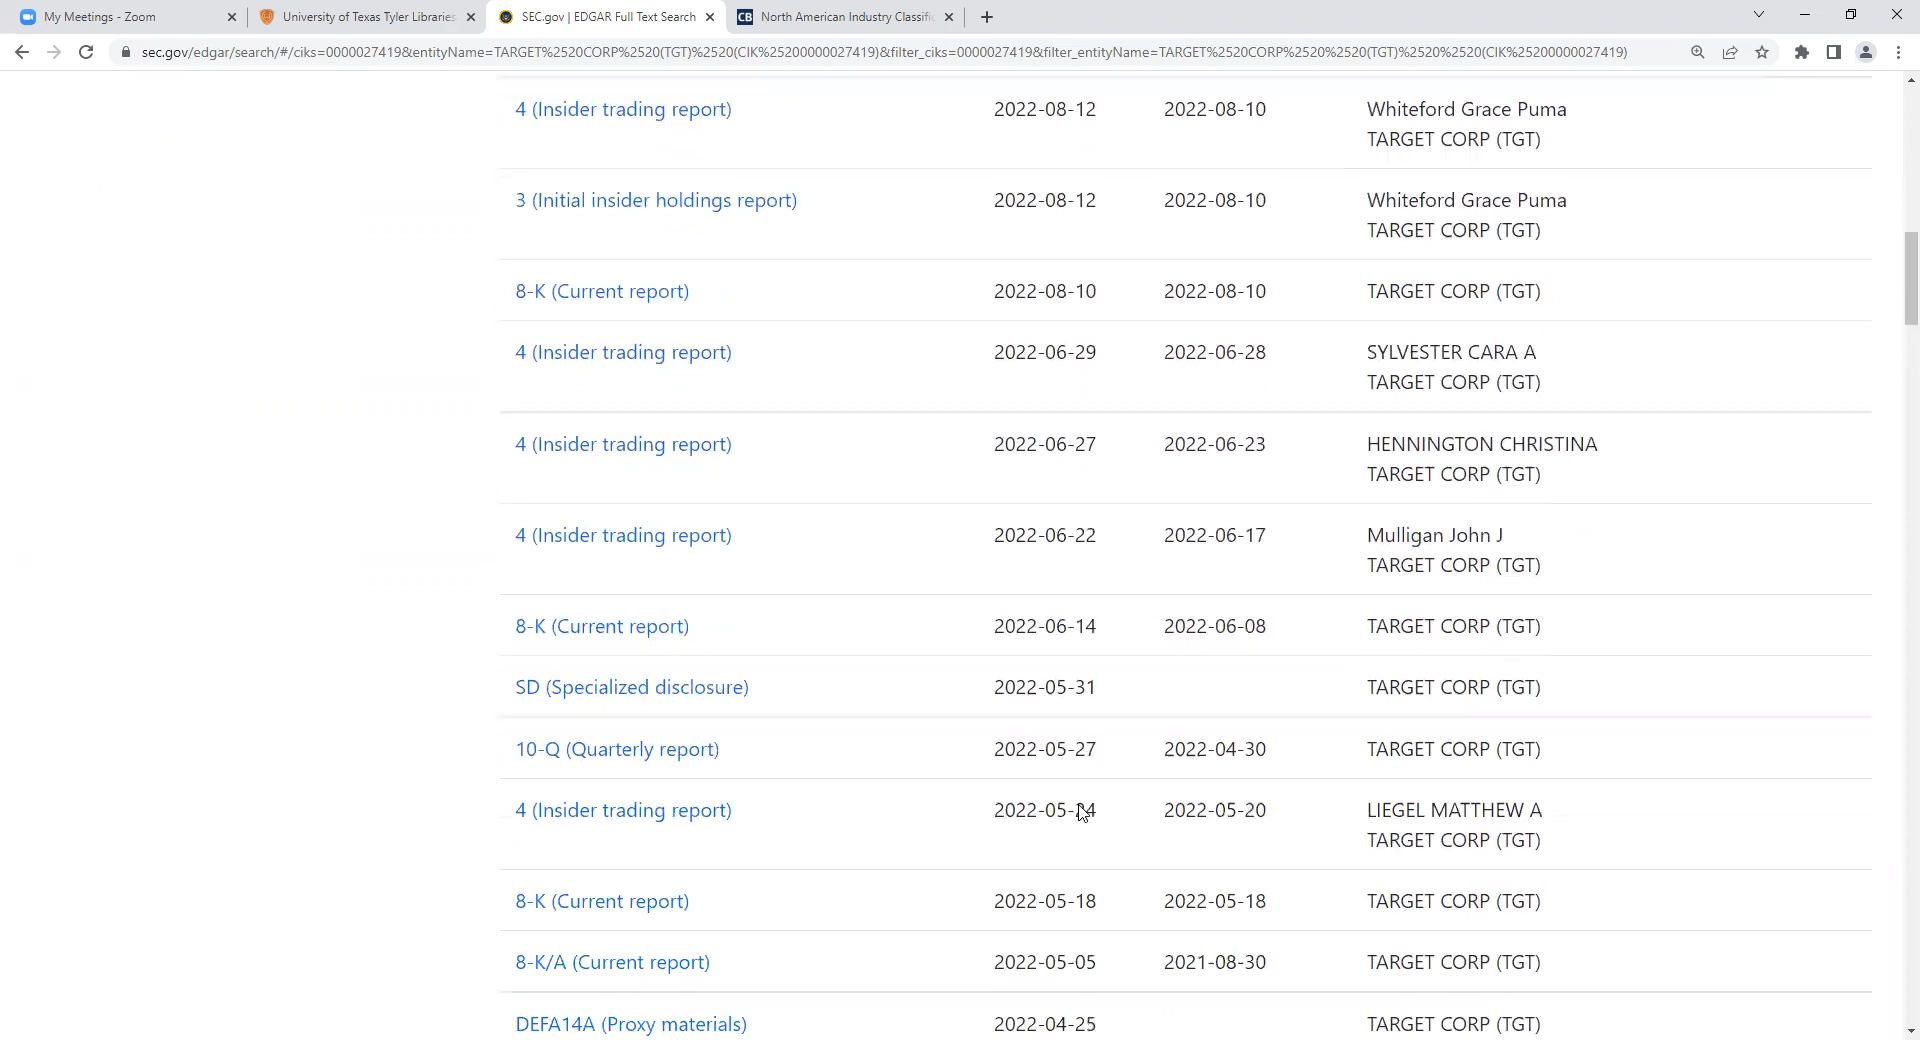 My Meetings - Zoom
University of Texas Tyler Libraries
SEC.gov | EDGAR Full Text Search
CB North American Industry Classific
sec.gov/edgar/search/#/ciks=0000027419&entityName=TARGET%2520CORP%2520(TGT)%2520(CIK%25200000027419)&filter_ciks=0000027419&filter_entityName=TARGET%2520CORP%2520%2520(TGT)%2520%2520(CIK%25200000027419)
4 (Insider trading report) 2022-08-12 2022-08-10 Whiteford Grace Puma
TARGET CORP (TGT)
3 (Initial insider holdings report) 2022-08-12 2022-08-10 Whiteford Grace Puma
TARGET CORP (TGT)
8-K (Current report) 2022-08-10 2022-08-10 TARGET CORP (TGT)
4 (Insider trading report) 2022-06-29 2022-06-28 SYLVESTER CARA A
TARGET CORP (TGT)
4 (Insider trading report) 2022-06-27 2022-06-23 HENNINGTON CHRISTINA
TARGET CORP (TGT)
4 (Insider trading report) 2022-06-22 2022-06-17 Mulligan John J
TARGET CORP (TGT)
8-K (Current report) 2022-06-14 2022-06-08 TARGET CORP (TGT)
SD (Specialized disclosure) 2022-05-31 TARGET CORP (TGT)
10-Q (Quarterly report) 2022-05-27 2022-04-30 TARGET CORP (TGT)
4 (Insider trading report) 2022-05-24 2022-05-20 LIEGEL MATTHEW A
TARGET CORP (TGT)
8-K (Current report) 2022-05-18 2022-05-18 TARGET CORP (TGT)
8-K/A (Current report) 2022-05-05 2021-08-30 TARGET CORP (TGT)
DEFA14A (Proxy materials) 2022-04-25 TARGET CORP (TGT)